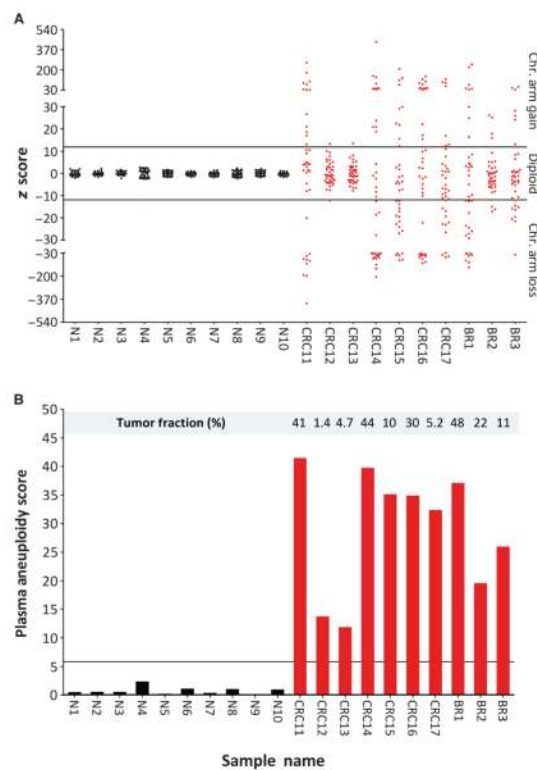 A
540
370
200
30
30
20
10
0
−10
−20
−30
−30
−200
−370
−540
z score
Chr. arm gain
Diploid
Chr. arm loss
N1 N2 N3 N4 N5 N6 N7 N8 N9 N10 CRC11 CRC12 CRC13 CRC14 CRC15 CRC16 CRC17 BR1 BR2 BR3
B
50
45
40
35
30
25
20
15
10
5
0
Plasma aneuploidy score
Tumor fraction (%) 41 1.4 4.7 44 10 30 5.2 48 22 11
N1 N2 N3 N4 N5 N6 N7 N8 N9 N10 CRC11 CRC12 CRC13 CRC14 CRC15 CRC16 CRC17 BR1 BR2 BR3
Sample name